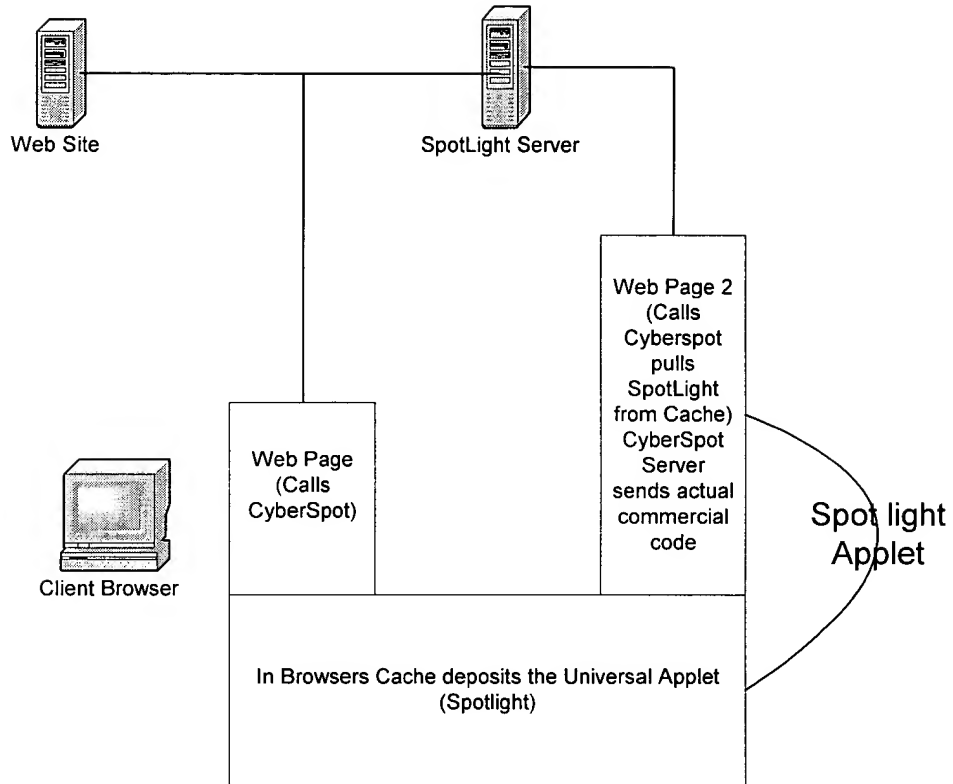 Web Site
SpotLight Server
Web Page 2
(Calls
Cyberspot
pulls
SpotLight
from Cache)
CyberSpot
Server
sends actual
commercial
code
Web Page
(Calls
CyberSpot)
Spot light
Applet
Client Browser
In Browsers Cache deposits the Universal Applet
(Spotlight)